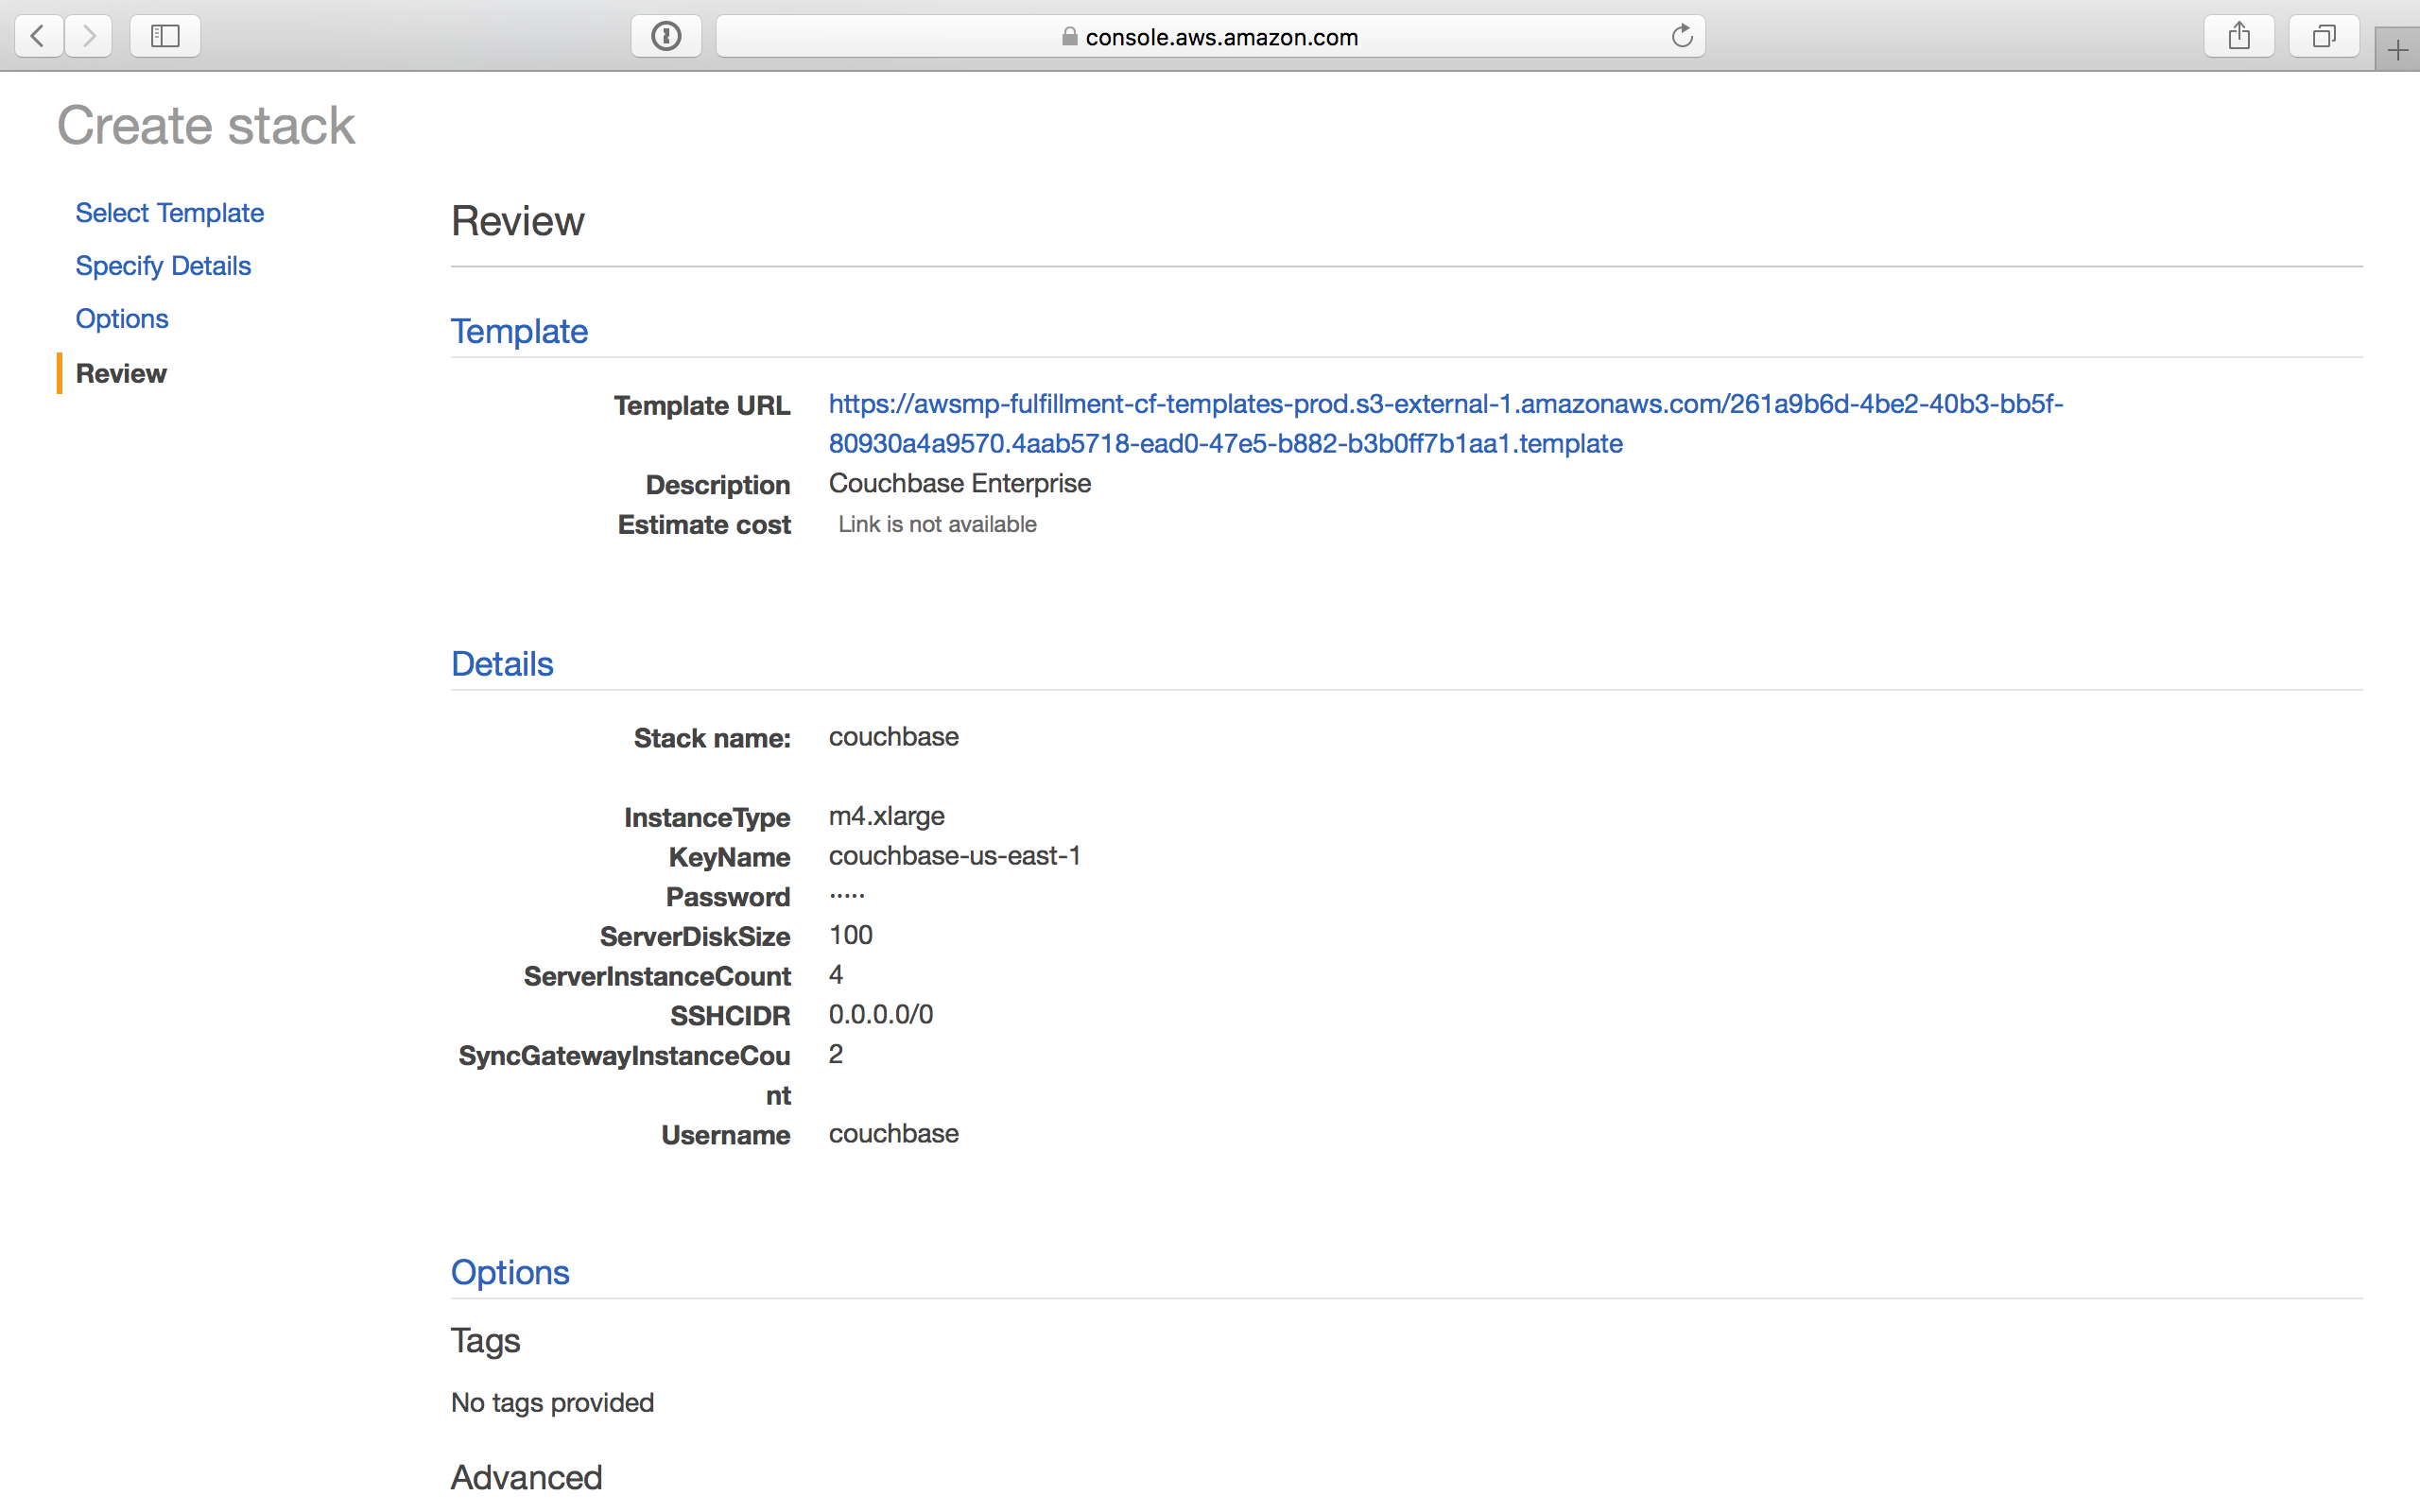 console.aws.amazon.com
Create stack
Select Template
Specify Details
Options
Review
Review
Template
Template URL https://awsmp-fulfillment-cf-templates-prod.s3-external-1.amazonaws.com/261a9b6d-4be2-40b3-bb5f-
80930a4a9570.4aab5718-ead0-47e5-b882-b3b0ff7b1aa1.template
Description Couchbase Enterprise
Estimate cost Link is not available
Details
Stack name: couchbase
InstanceType m4.xlarge
KeyName couchbase-us-east-1
Password ·····
ServerDiskSize 100
ServerInstanceCount 4
SSHCIDR 0.0.0.0/0
SyncGatewayInstanceCou 2
nt
Username couchbase
Options
Tags
No tags provided
Advanced